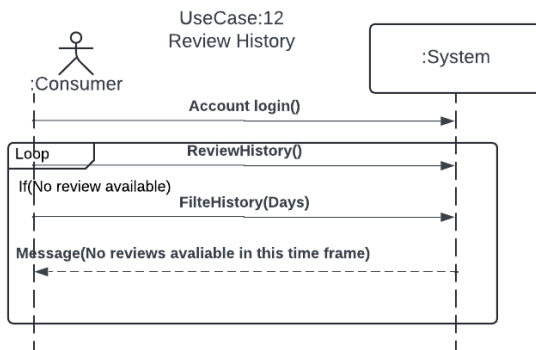 UseCase:12
Review History
:Consumer
:System
Account login()
Loop
ReviewHistory()
If(No review available)
FilteHistory(Days)
Message(No reviews avaliable in this time frame)